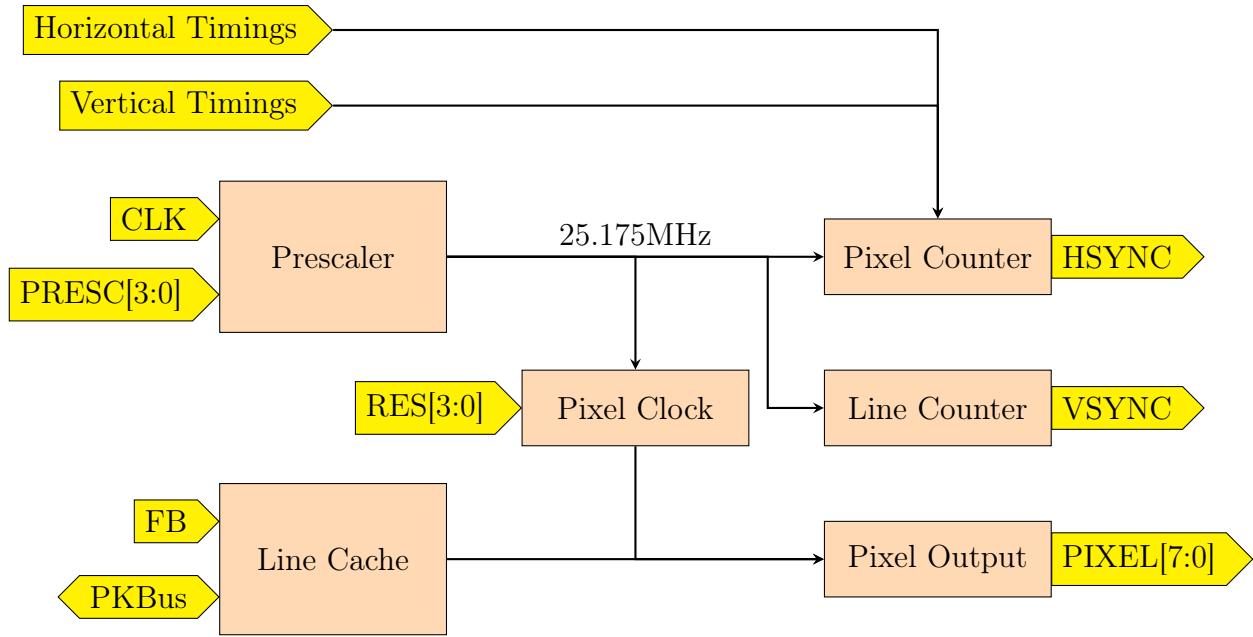 Horizontal Timings
Vertical Timings
CLK
PRESC[3:0]
Prescaler
25.175MHz
Pixel Counter
HSYNC
RES[3:0]
Pixel Clock
Line Counter
VSYNC
FB
PKBus
Line Cache
Pixel Output
PIXEL[7:0]